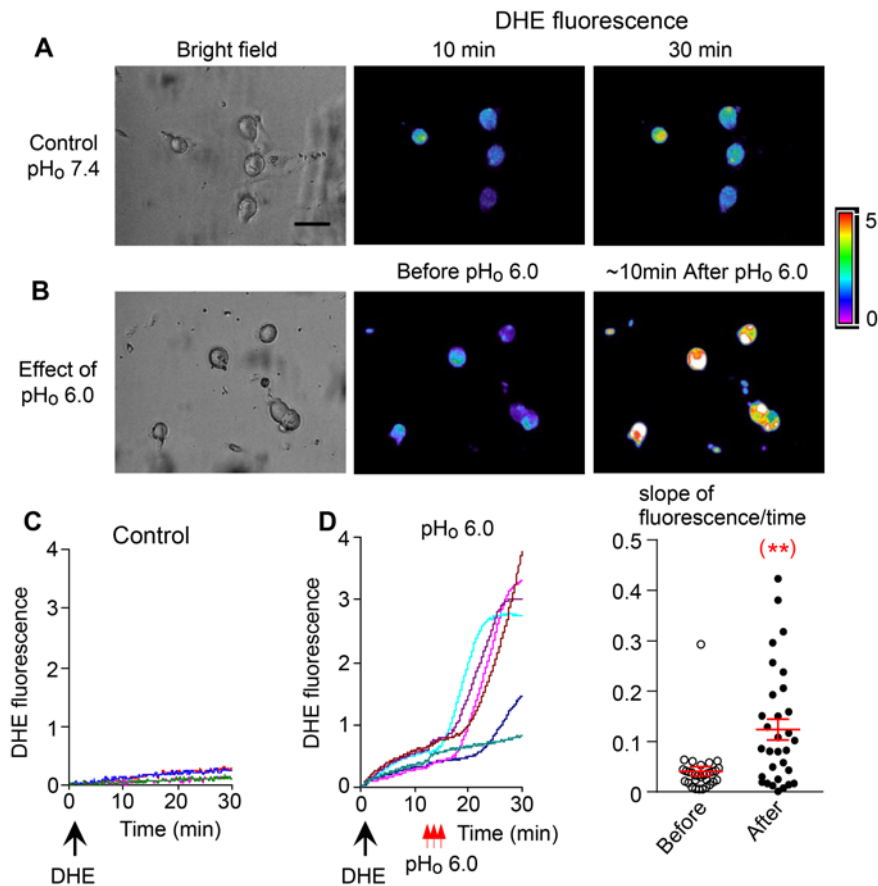 DHE fluorescence
A
Bright field
10 min
30 min
Control
pHo 7.4
5
0
B
Before pHo 6.0
~10min After pHo 6.0
Effect of
pHo 6.0
C
Control
DHE fluorescence
4
3
2
1
0
0 10 20 30
Time (min)
DHE
D
pHo 6.0
DHE fluorescence
4
3
2
1
0
0 10 20 30
Time (min)
pHo 6.0
DHE
slope of
fluorescence/time
(**)
0.5
0.4
0.3
0.2
0.1
0
Before
After